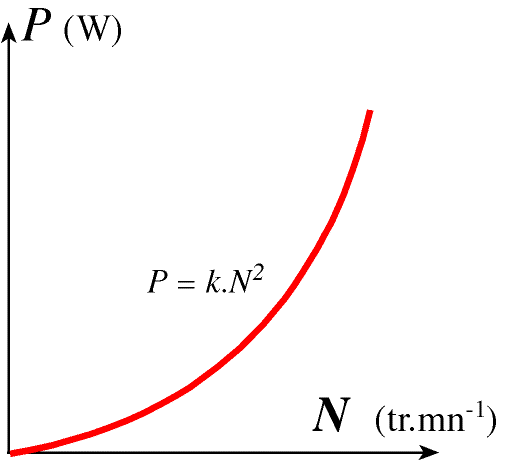 P (W)
P = k.N²
N (tr.mn⁻¹)